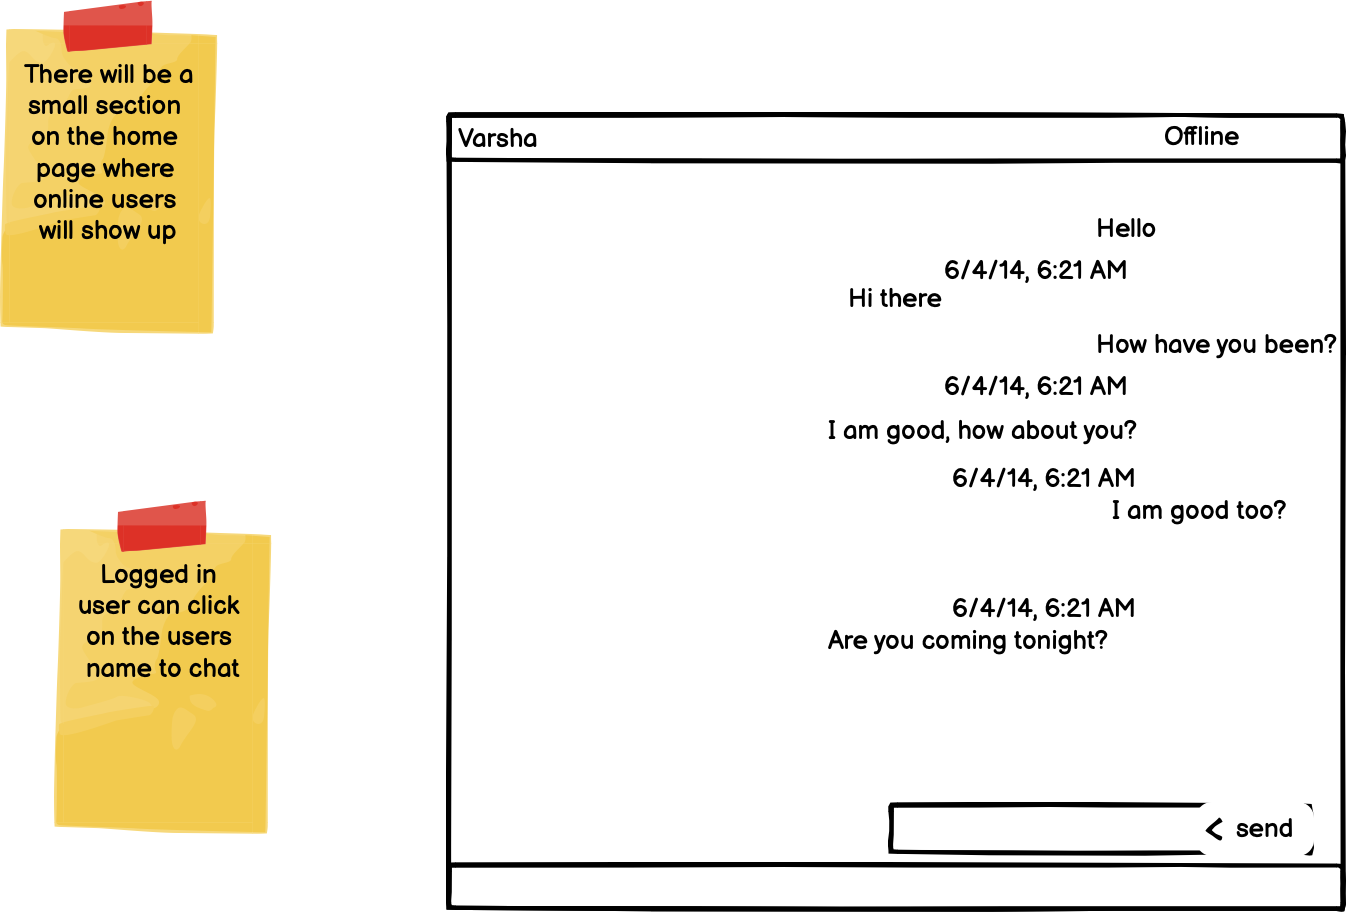 There will be a
small section
on the home
page where
online users
will show up
Logged in
user can click
on the users
name to chat
Varsha
Offline
Hello
6/4/14, 6:21 AM
Hi there
How have you been?
6/4/14, 6:21 AM
I am good, how about you?
6/4/14, 6:21 AM
I am good too?
6/4/14, 6:21 AM
Are you coming tonight?
send